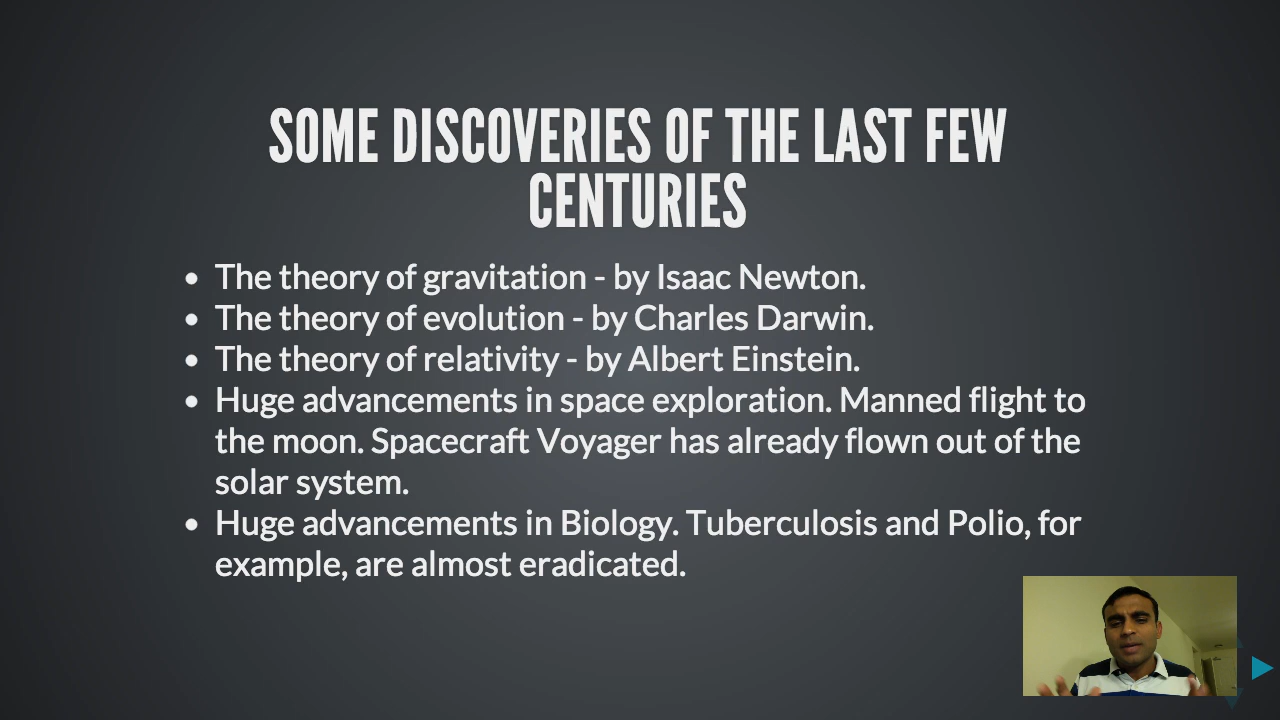 SOME DISCOVERIES OF THE LAST FEW
CENTURIES
• The theory of gravitation - by Isaac Newton.
• The theory of evolution - by Charles Darwin.
• The theory of relativity - by Albert Einstein.
• Huge advancements in space exploration. Manned flight to
the moon. Spacecraft Voyager has already flown out of the
solar system.
• Huge advancements in Biology. Tuberculosis and Polio, for
example, are almost eradicated.